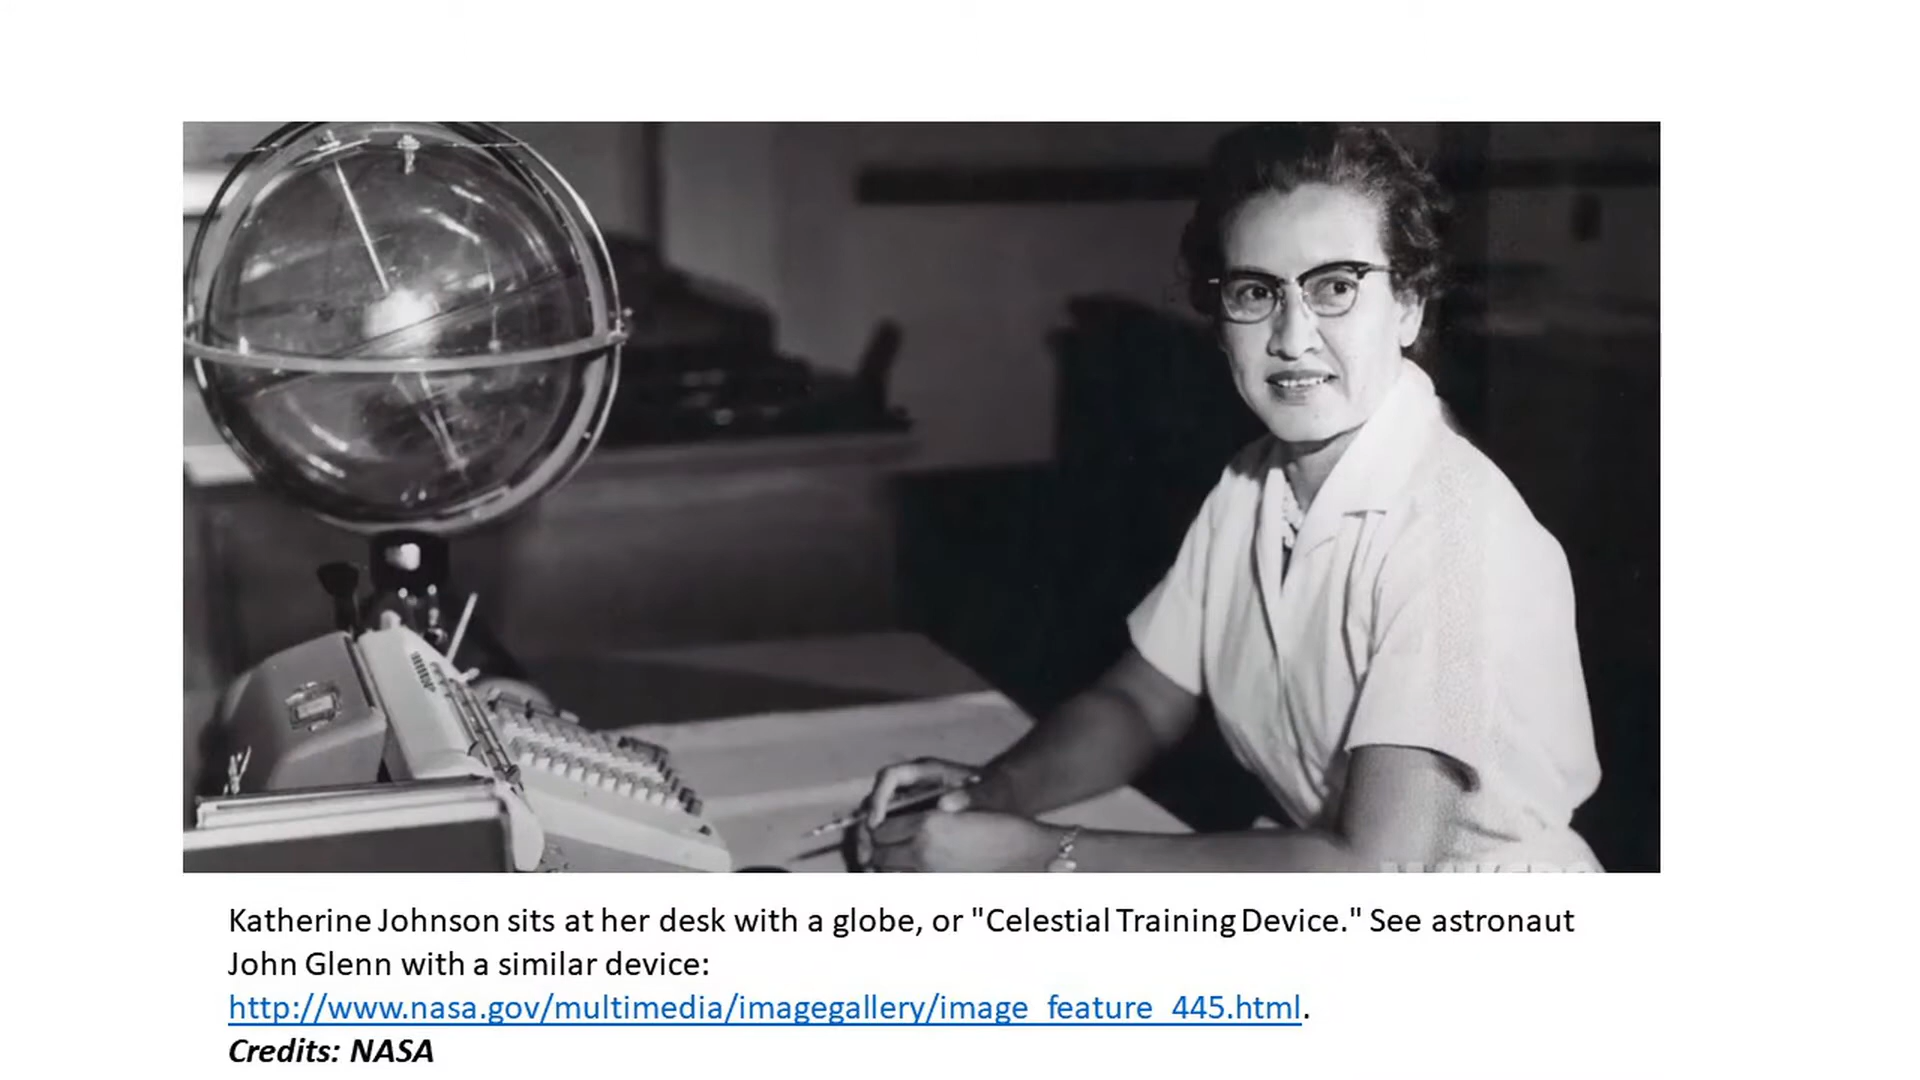 Katherine Johnson sits at her desk with a globe, or "Celestial Training Device." See astronaut
John Glenn with a similar device:
http://www.nasa.gov/multimedia/imagegallery/image_feature_445.html.
Credits: NASA